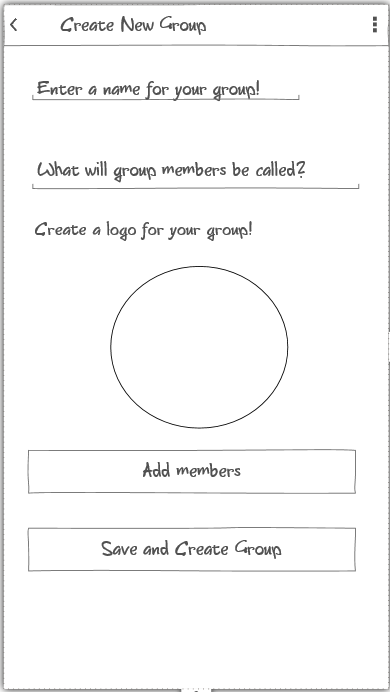 Create New Group
Enter a name for your group!
What will group members be called?
Create a logo for your group!
Add members
Save and Create Group